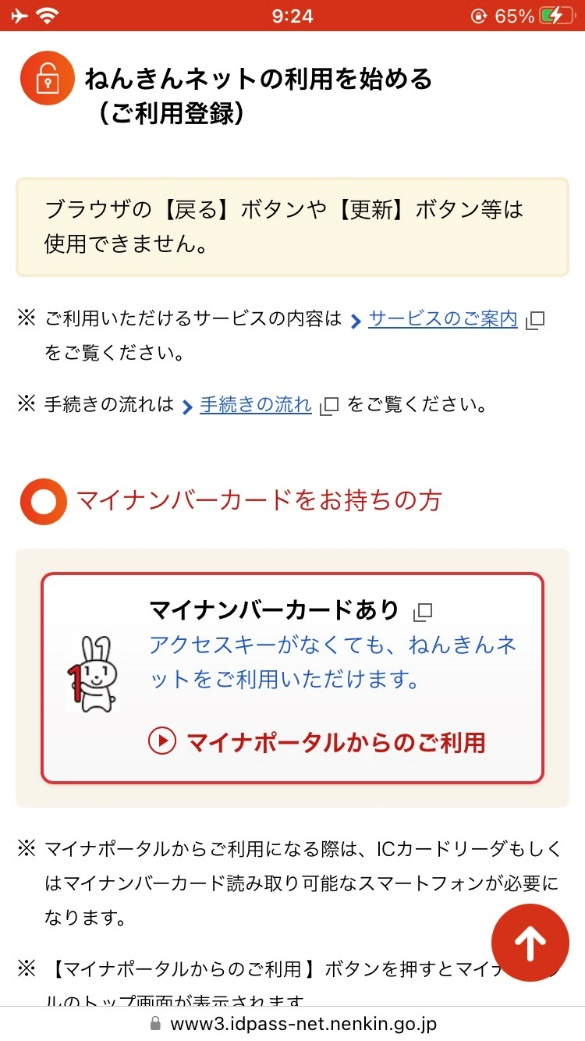 9:24
65%
ねんきんネットの利用を始める
（ご利用登録）
ブラウザの【戻る】ボタンや【更新】ボタン等は
使用できません。
※ ご利用いただけるサービスの内容は サービスのご案内
をご覧ください。
※ 手続きの流れは 手続きの流れ をご覧ください。
マイナンバーカードをお持ちの方
マイナンバーカードあり
アクセスキーがなくても、ねんきんネ
ットをご利用いただけます。
マイナポータルからのご利用
※ マイナポータルからご利用になる際は、ICカードリーダもしく
はマイナンバーカード読み取り可能なスマートフォンが必要に
なります。
※ 【マイナポータルからのご利用】ボタンを押すとマイナ
ルのトップ画面が表示されます
www3.idpass-net.nenkin.go.jp